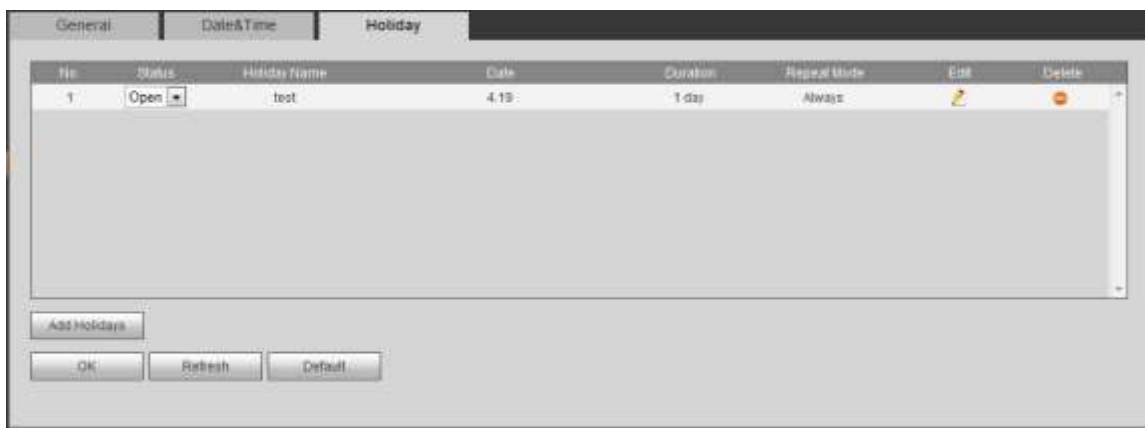 General Date&Time Holiday
No. Status Holiday Name Date Duration Repeat Mode Edit Delete
1 Open test 4.19 1 day Always
Add Holidays
OK Refresh Default